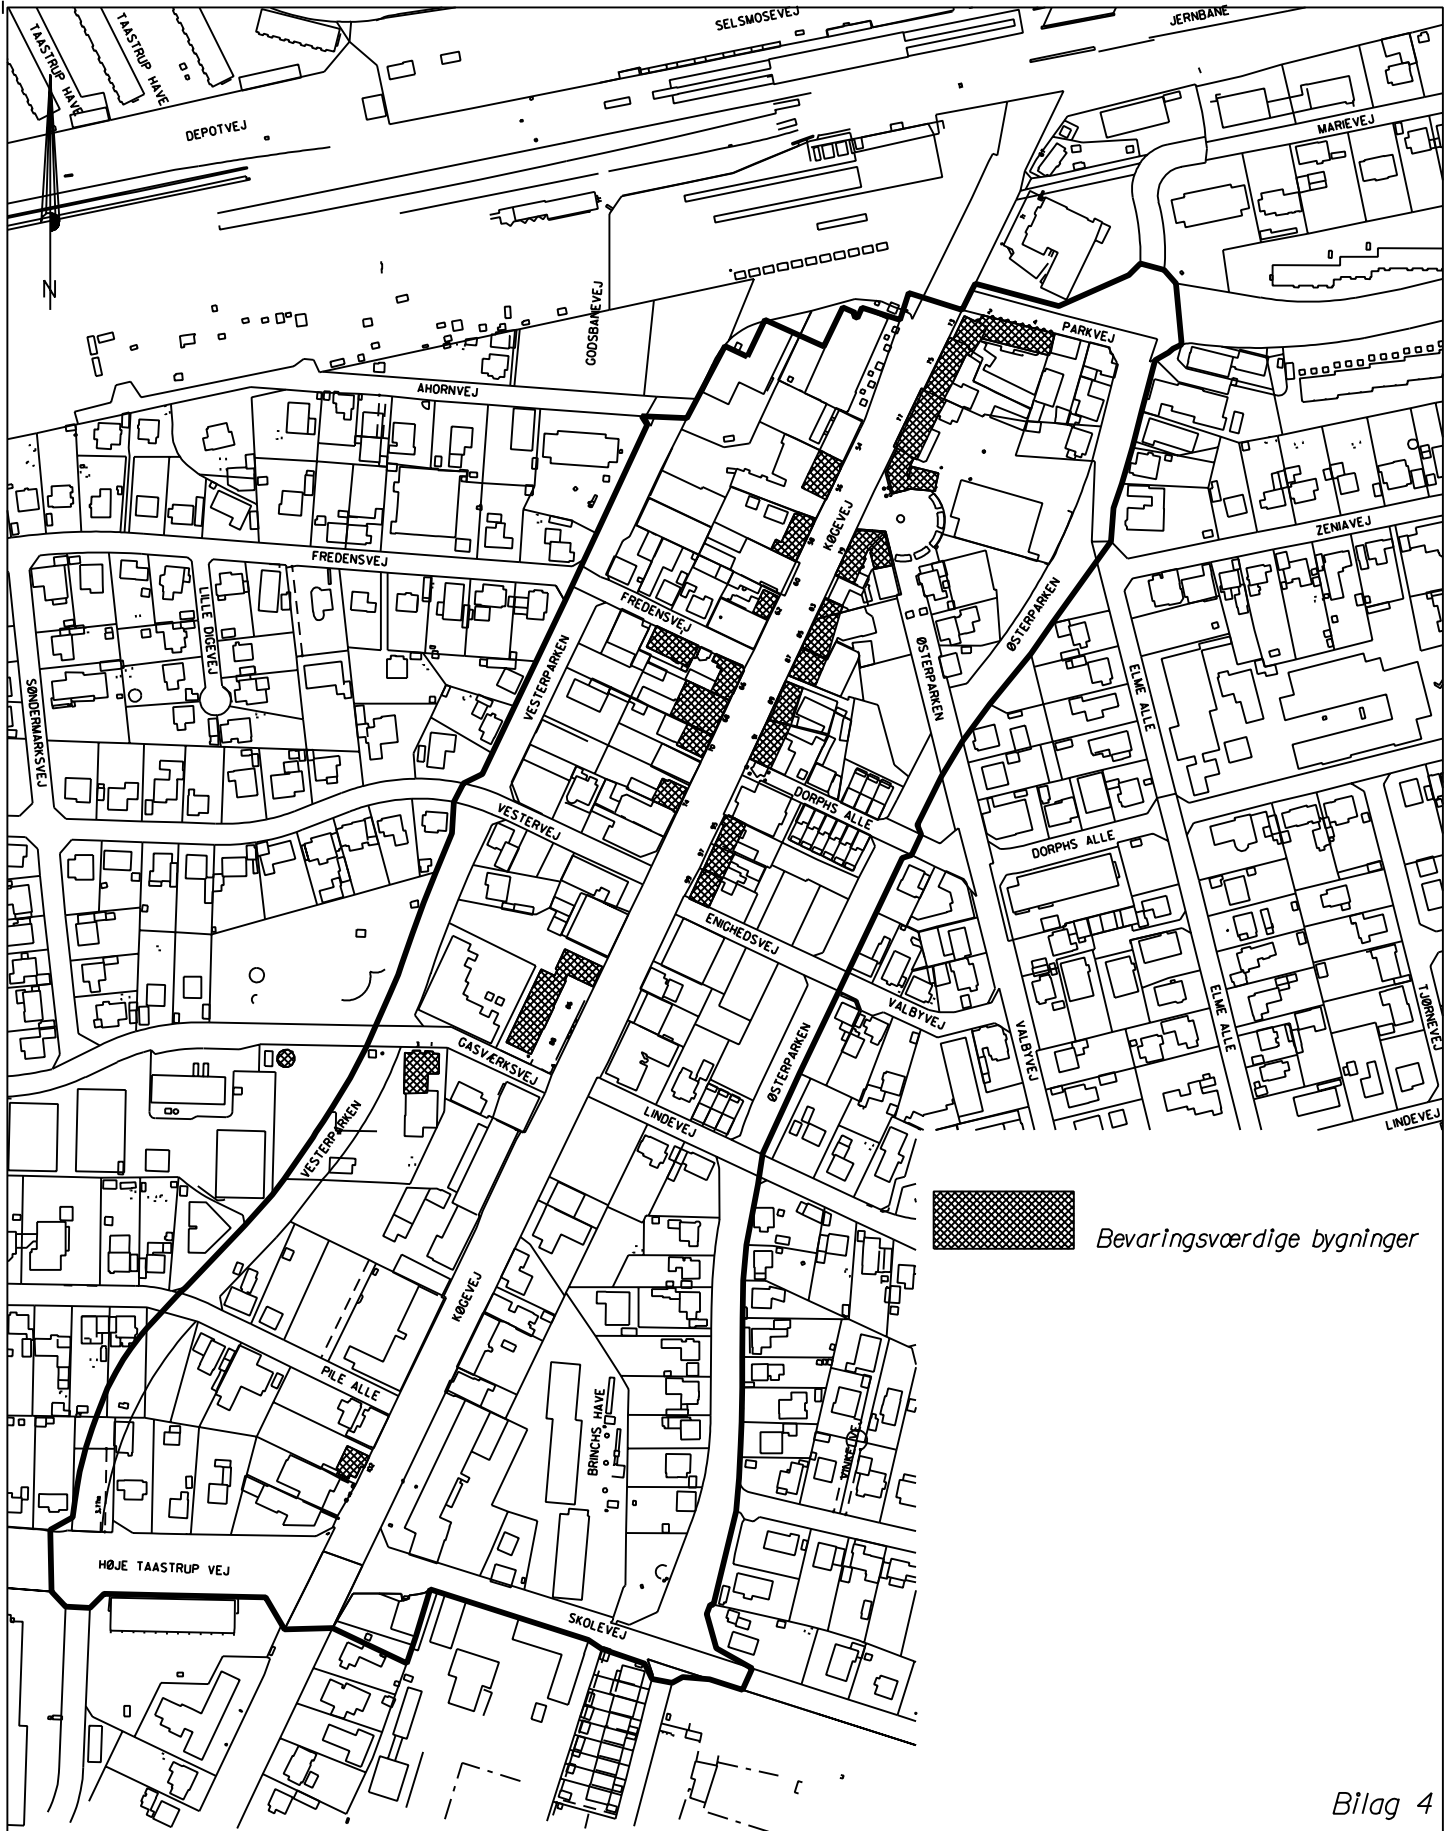 TAASTRUP HAVE
TAASTRUP HAVE
SELSMOSEVEJ
JERNBANE
DEPOTVEJ
MARIEVEJ
N
GODSBANEVEJ
PARKVEJ
AHORNVEJ
KØGEVEJ
ZENIAVEJ
FREDENSVEJ
LILLE DIGEVEJ
FREDENSVEJ
ØSTERPARKEN
ØSTERPARKEN
VESTERPARKEN
SØNDERMARKSVEJ
ELME ALLE
VESTERVEJ
DORPHS ALLE
DORPHS ALLE
ENIGHEDSVEJ
VALBYVEJ
VALBYVEJ
ELME ALLE
TJØRNEVEJ
GASVÆRKSVEJ
ØSTERPARKEN
LINDEVEJ
LINDEVEJ
VESTERPARKEN
Bevaringsværdige bygninger
KØGEVEJ
PILE ALLE
BRINCHS HAVE
VINKELVEJ
HØJE TAASTRUP VEJ
SKOLEVEJ
Bilag 4